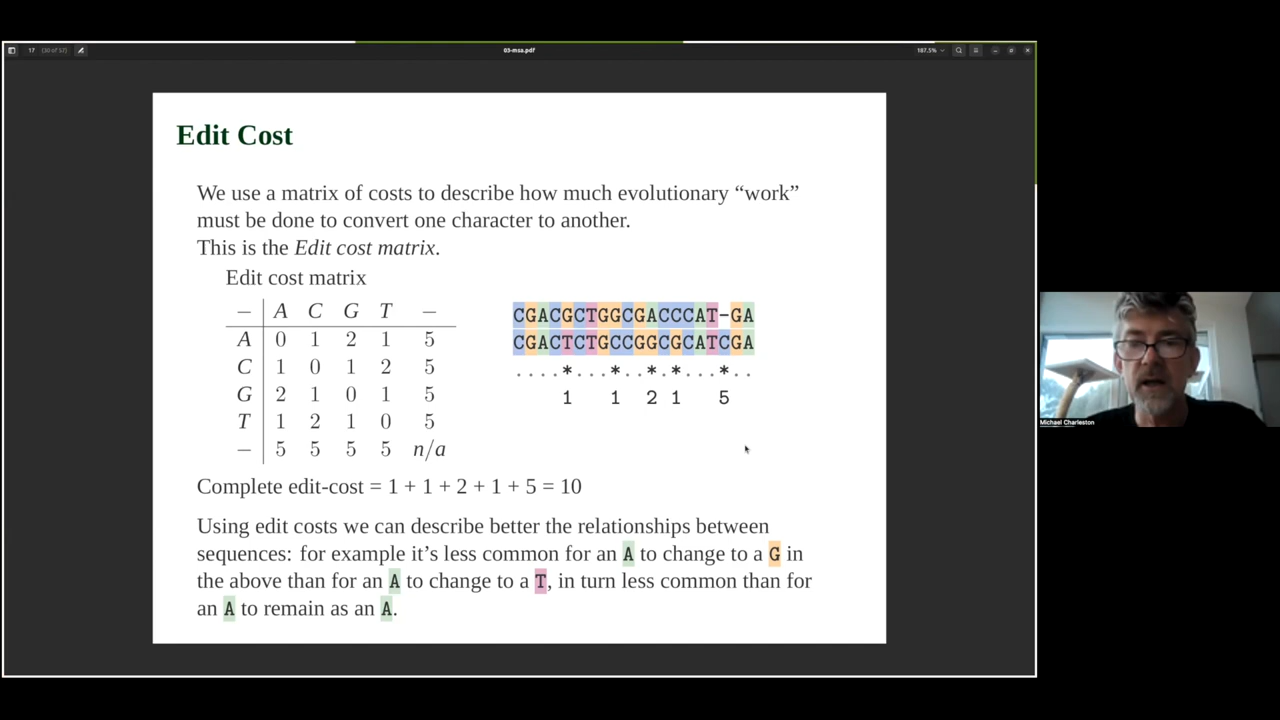 17 (30 of 57) 03-msa.pdf 187.5%
Edit Cost
We use a matrix of costs to describe how much evolutionary “work”
must be done to convert one character to another.
This is the Edit cost matrix.
Edit cost matrix
− A C G T −
A 0 1 2 1 5
C 1 0 1 2 5
G 2 1 0 1 5
T 1 2 1 0 5
− 5 5 5 5 n/a
CGACGCTGGCGACCCAT-GA
CGACTCTGCCGGCGCATCGA
....*...*..*.*...*..
1 1 2 1 5
Complete edit-cost = 1 + 1 + 2 + 1 + 5 = 10
Using edit costs we can describe better the relationships between
sequences: for example it’s less common for an A to change to a G in
the above than for an A to change to a T, in turn less common than for
an A to remain as an A.
Michael Charleston